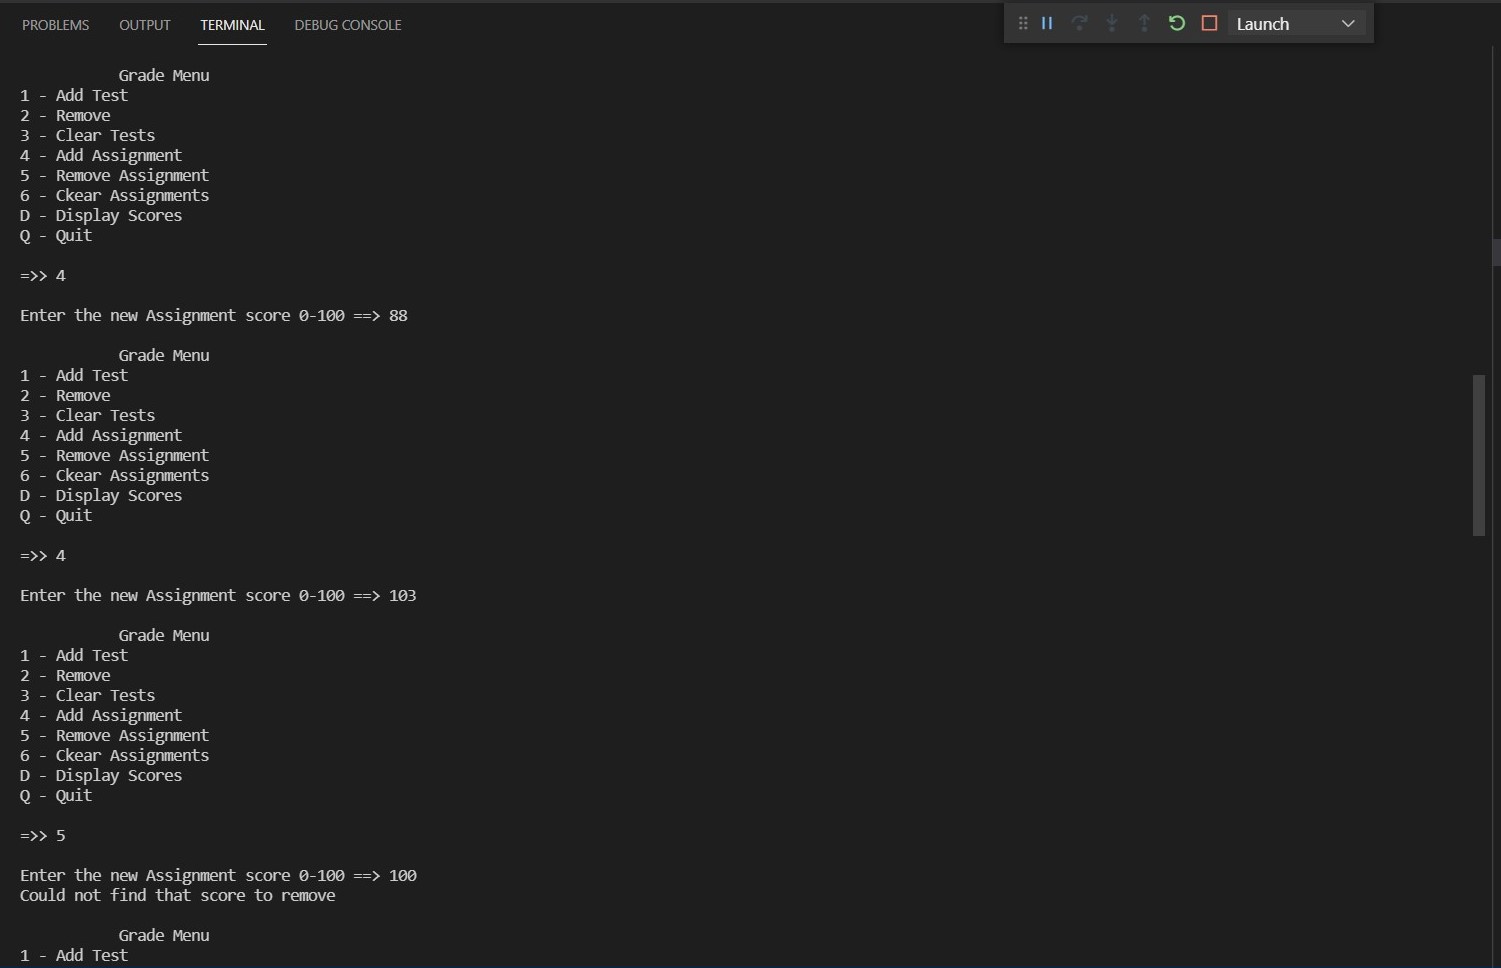 PROBLEMS OUTPUT TERMINAL DEBUG CONSOLE Launch
Grade Menu
1 - Add Test
2 - Remove
3 - Clear Tests
4 - Add Assignment
5 - Remove Assignment
6 - Ckear Assignments
D - Display Scores
Q - Quit
=>> 4
Enter the new Assignment score 0-100 ==> 88
Grade Menu
1 - Add Test
2 - Remove
3 - Clear Tests
4 - Add Assignment
5 - Remove Assignment
6 - Ckear Assignments
D - Display Scores
Q - Quit
=>> 4
Enter the new Assignment score 0-100 ==> 103
Grade Menu
1 - Add Test
2 - Remove
3 - Clear Tests
4 - Add Assignment
5 - Remove Assignment
6 - Ckear Assignments
D - Display Scores
Q - Quit
=>> 5
Enter the new Assignment score 0-100 ==> 100
Could not find that score to remove
Grade Menu
1 - Add Test